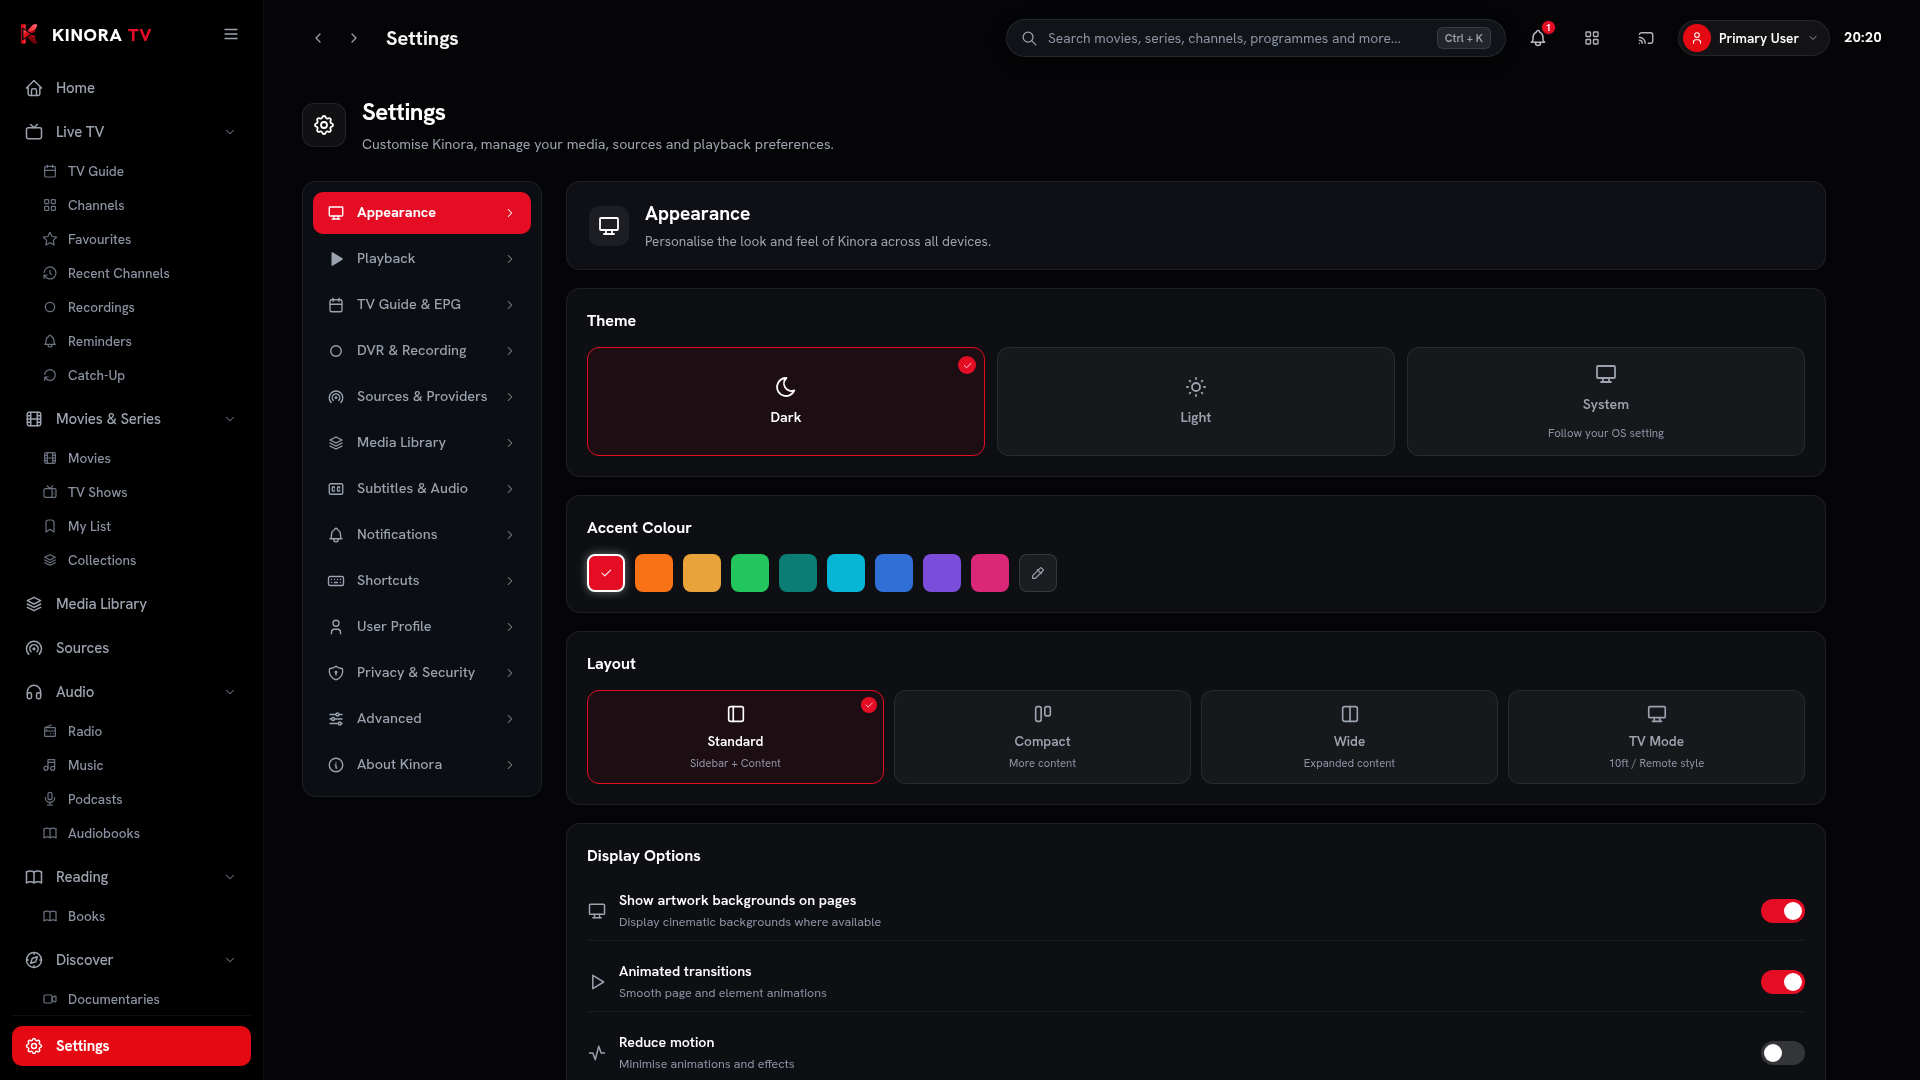 KINORA TV
Home
Live TV
TV Guide
Channels
Favourites
Recent Channels
Recordings
Reminders
Catch-Up
Movies & Series
Movies
TV Shows
My List
Collections
Media Library
Sources
Audio
Radio
Music
Podcasts
Audiobooks
Reading
Books
Discover
Documentaries
Settings
Settings
Search movies, series, channels, programmes and more...
Ctrl + K
1
Primary User
20:20
Settings
Customise Kinora, manage your media, sources and playback preferences.
Appearance
Playback
TV Guide & EPG
DVR & Recording
Sources & Providers
Media Library
Subtitles & Audio
Notifications
Shortcuts
User Profile
Privacy & Security
Advanced
About Kinora
Appearance
Personalise the look and feel of Kinora across all devices.
Theme
Dark
Light
System
Follow your OS setting
Accent Colour
Layout
Standard
Sidebar + Content
Compact
More content
Wide
Expanded content
TV Mode
10ft / Remote style
Display Options
Show artwork backgrounds on pages
Display cinematic backgrounds where available
Animated transitions
Smooth page and element animations
Reduce motion
Minimise animations and effects